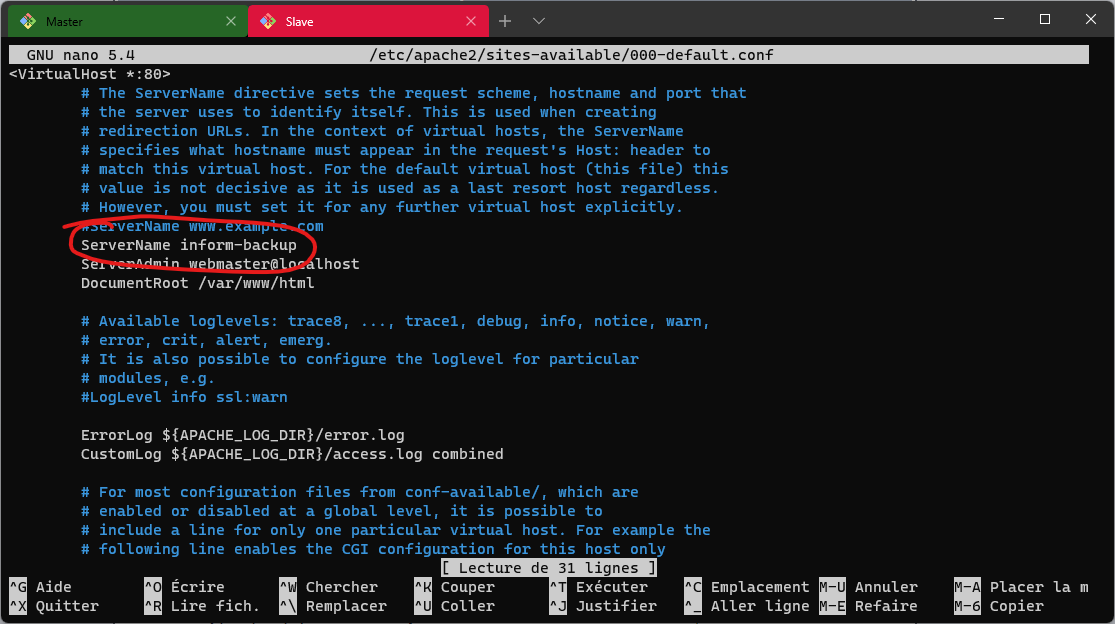 Master
Slave
GNU nano 5.4 /etc/apache2/sites-available/000-default.conf
<VirtualHost *:80>
# The ServerName directive sets the request scheme, hostname and port that
# the server uses to identify itself. This is used when creating
# redirection URLs. In the context of virtual hosts, the ServerName
# specifies what hostname must appear in the request's Host: header to
# match this virtual host. For the default virtual host (this file) this
# value is not decisive as it is used as a last resort host regardless.
# However, you must set it for any further virtual host explicitly.
#ServerName www.example.com
ServerName inform-backup
ServerAdmin webmaster@localhost
DocumentRoot /var/www/html
# Available loglevels: trace8, ..., trace1, debug, info, notice, warn,
# error, crit, alert, emerg.
# It is also possible to configure the loglevel for particular
# modules, e.g.
#LogLevel info ssl:warn
ErrorLog ${APACHE_LOG_DIR}/error.log
CustomLog ${APACHE_LOG_DIR}/access.log combined
# For most configuration files from conf-available/, which are
# enabled or disabled at a global level, it is possible to
# include a line for only one particular virtual host. For example the
# following line enables the CGI configuration for this host only
[ Lecture de 31 lignes ]
^G Aide ^O Écrire ^W Chercher ^K Couper ^T Exécuter ^C Emplacement M-U Annuler M-A Placer la m
^X Quitter ^R Lire fich. ^\ Remplacer ^U Coller ^J Justifier ^_ Aller ligne M-E Refaire M-6 Copier